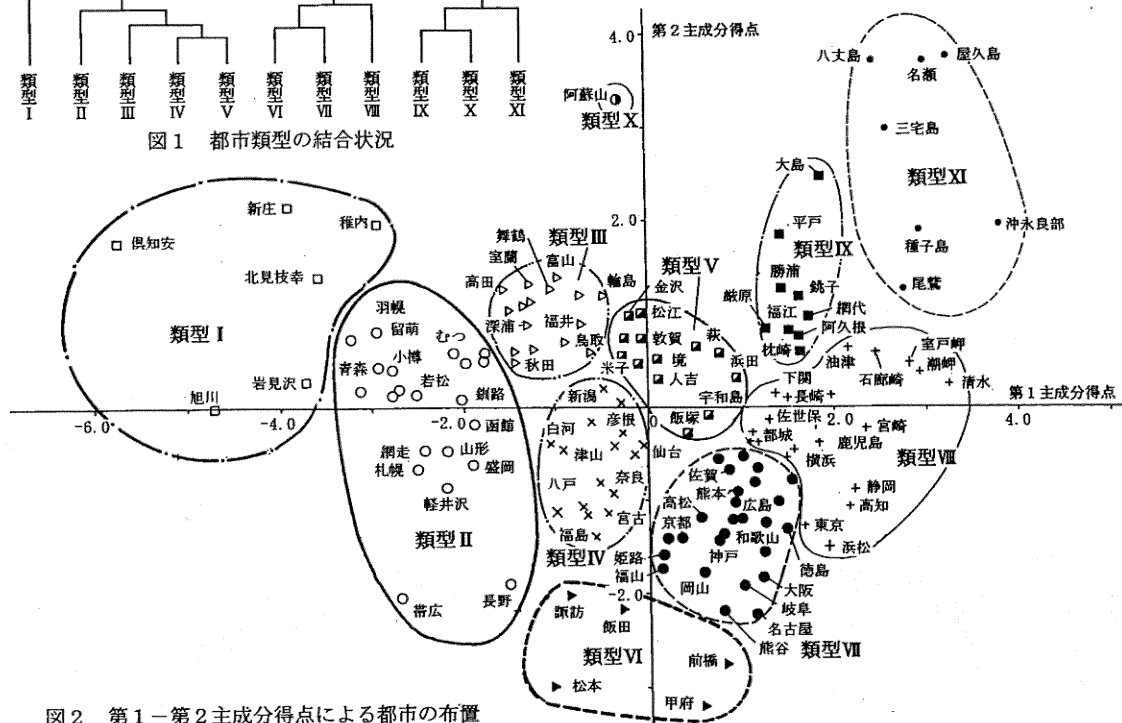 類型Ⅰ 類型Ⅱ 類型Ⅲ 類型Ⅳ 類型Ⅴ 類型Ⅵ 類型Ⅶ 類型Ⅷ 類型Ⅸ 類型Ⅹ 類型Ⅺ
図1 都市類型の結合状況
4.0
第2主成分得点
八丈島
屋久島
名瀬
阿蘇山
類型Ⅹ
三宅島
大島
類型Ⅺ
新庄
稚内
2.0
平戸
沖永良部
倶知安
舞鶴
類型Ⅲ
種子島
室蘭
富山
類型Ⅸ
北見枝幸
高田
輪島
類型Ⅴ
勝浦
尾鷲
金沢
厳原
銚子
羽幌
松江
福江
網代
類型Ⅰ
留萌
深浦
福井
阿久根
むつ
鳥取
敦賀
萩
枕崎
室戸岬
青森
小樽
秋田
米子
境
浜田
油津
潮岬
岩見沢
若松
人吉
下関
石廊崎
清水
旭川
釧路
新潟
宇和島
長崎
第1主成分得点
-6.0
-4.0
-2.0
0
2.0
4.0
函館
白河
彦根
飯塚
佐世保
宮崎
網走
山形
津山
仙台
都城
鹿児島
札幌
盛岡
佐賀
横浜
類型Ⅷ
軽井沢
八戸
奈良
熊本
静岡
高松
広島
高知
宮古
京都
東京
類型Ⅱ
福島
和歌山
浜松
類型Ⅳ
姫路
神戸
徳島
福山
岡山
大阪
-2.0
長野
諏訪
岐阜
帯広
飯田
名古屋
熊谷
類型Ⅶ
類型Ⅵ
前橋
松本
甲府
図2 第1-第2主成分得点による都市の布置